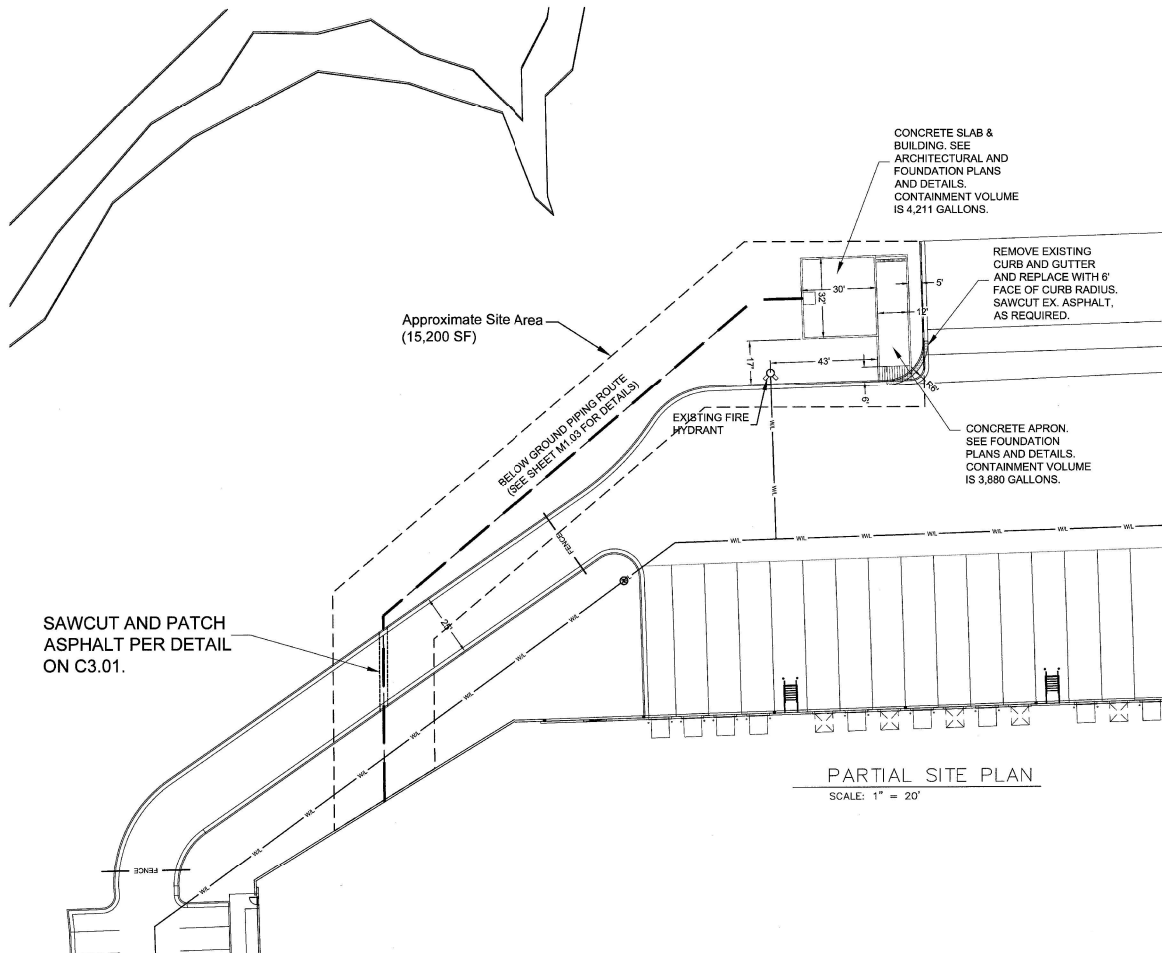 CONCRETE SLAB &
BUILDING. SEE
ARCHITECTURAL AND
FOUNDATION PLANS
AND DETAILS.
CONTAINMENT VOLUME
IS 4,211 GALLONS.
REMOVE EXISTING
CURB AND GUTTER
AND REPLACE WITH 6'
FACE OF CURB RADIUS.
SAWCUT EX. ASPHALT,
AS REQUIRED.
5'
30'
32'
12'
Approximate Site Area
(15,200 SF)
17'
43'
R6'
6'
EXISTING FIRE
HYDRANT
BELOW GROUND PIPING ROUTE
(SEE SHEET M1.03 FOR DETAILS)
CONCRETE APRON.
SEE FOUNDATION
PLANS AND DETAILS.
CONTAINMENT VOLUME
IS 3,880 GALLONS.
W/L
W/L
W/L
W/L
W/L
W/L
W/L
W/L
FENCE
25'
SAWCUT AND PATCH
ASPHALT PER DETAIL
ON C3.01.
W/L
W/L
W/L
W/L
W/L
W/L
W/L
FENCE
PARTIAL SITE PLAN
SCALE: 1" = 20'